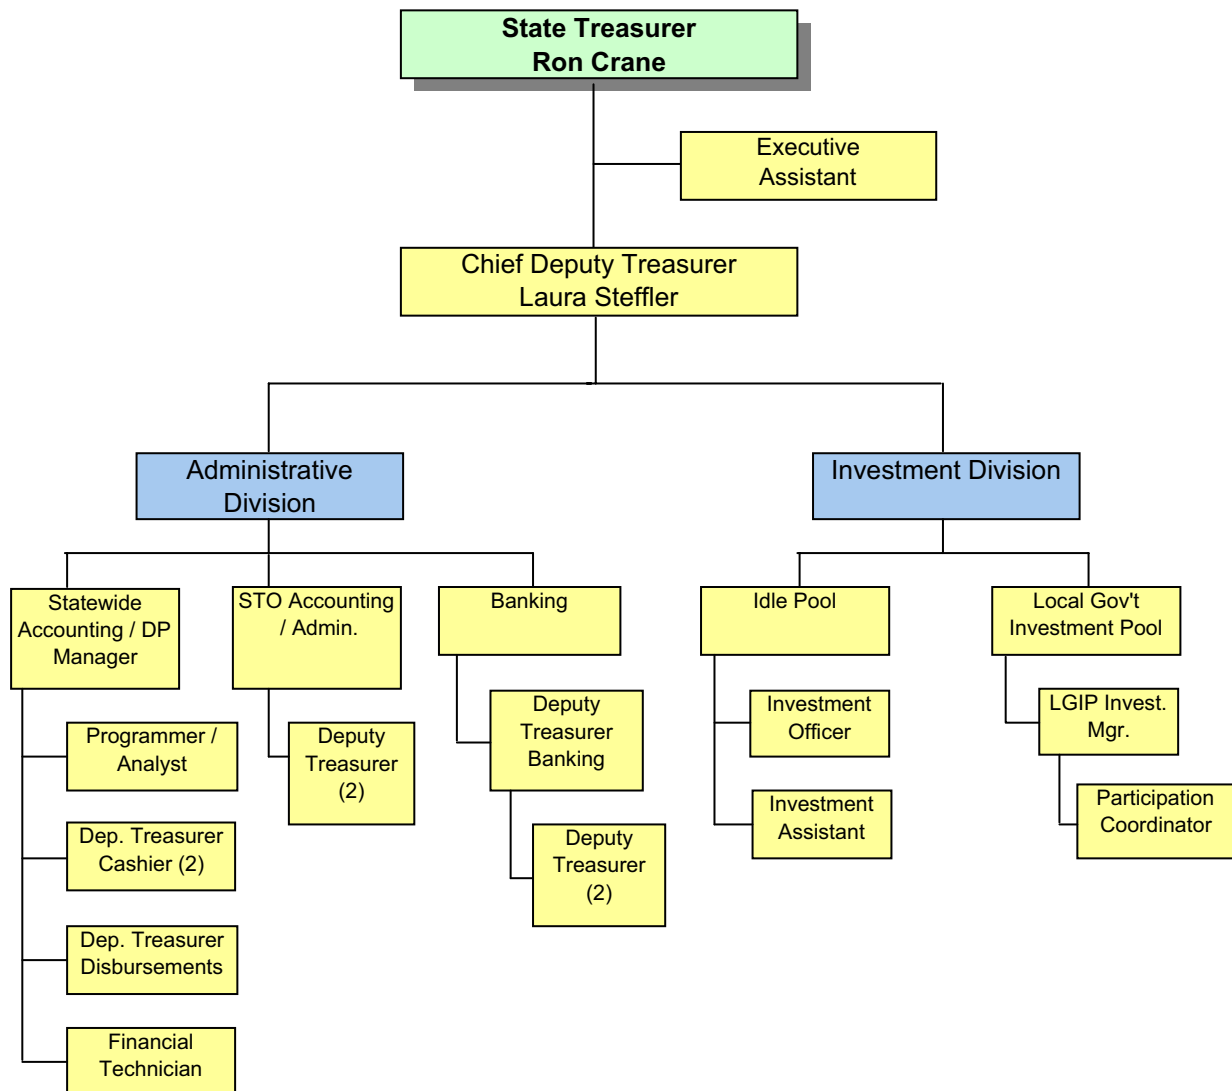 State Treasurer
Ron Crane
Executive
Assistant
Chief Deputy Treasurer
Laura Steffler
Administrative
Division
Investment Division
Statewide
Accounting / DP
Manager
STO Accounting
/ Admin.
Banking
Idle Pool
Local Gov't
Investment Pool
Programmer /
Analyst
Dep. Treasurer
Cashier (2)
Dep. Treasurer
Disbursements
Financial
Technician
Deputy
Treasurer
(2)
Deputy
Treasurer
Banking
Deputy
Treasurer
(2)
Investment
Officer
Investment
Assistant
LGIP Invest.
Mgr.
Participation
Coordinator